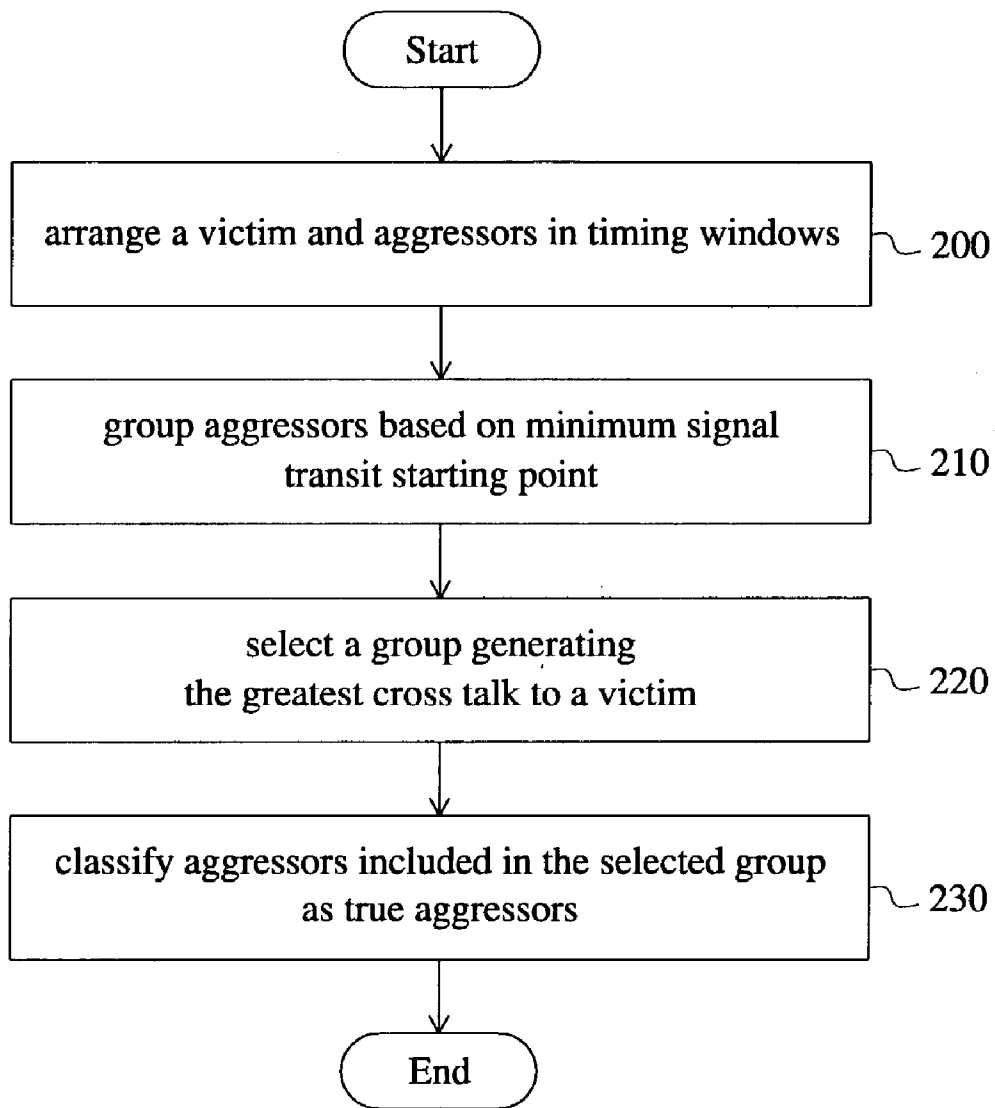 Start
arrange a victim and aggressors in timing windows
200
group aggressors based on minimum signal
transit starting point
210
select a group generating
the greatest cross talk to a victim
220
classify aggressors included in the selected group
as true aggressors
230
End